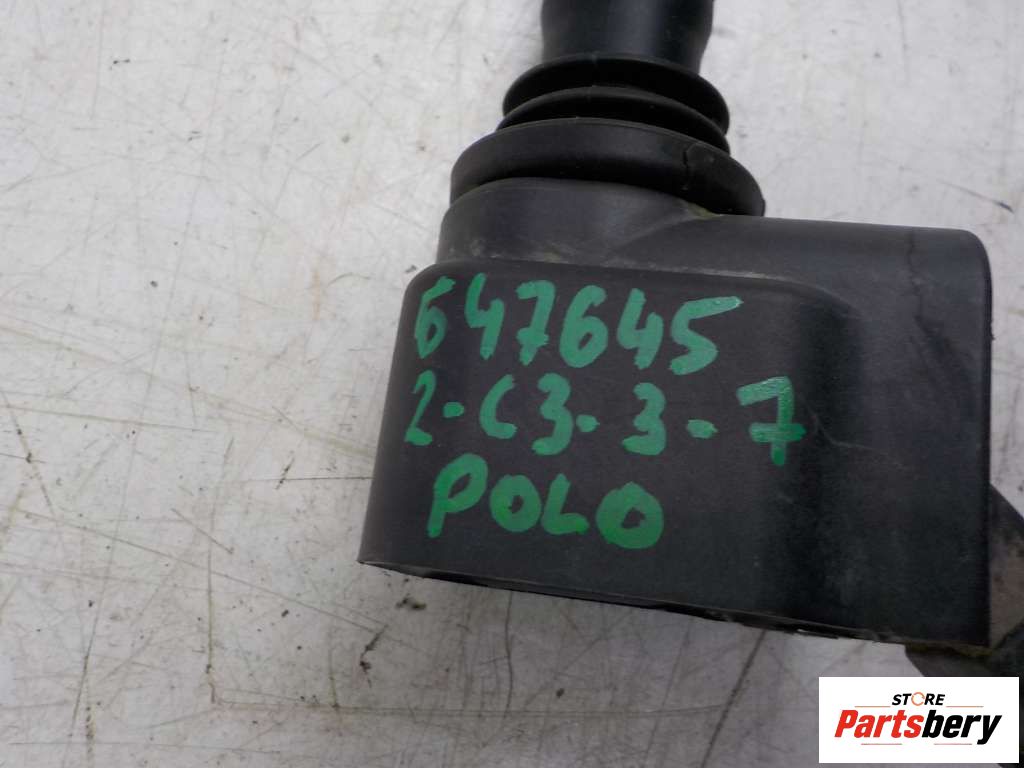 647645
2-C3-3-7
POLO
STORE
Partsbery